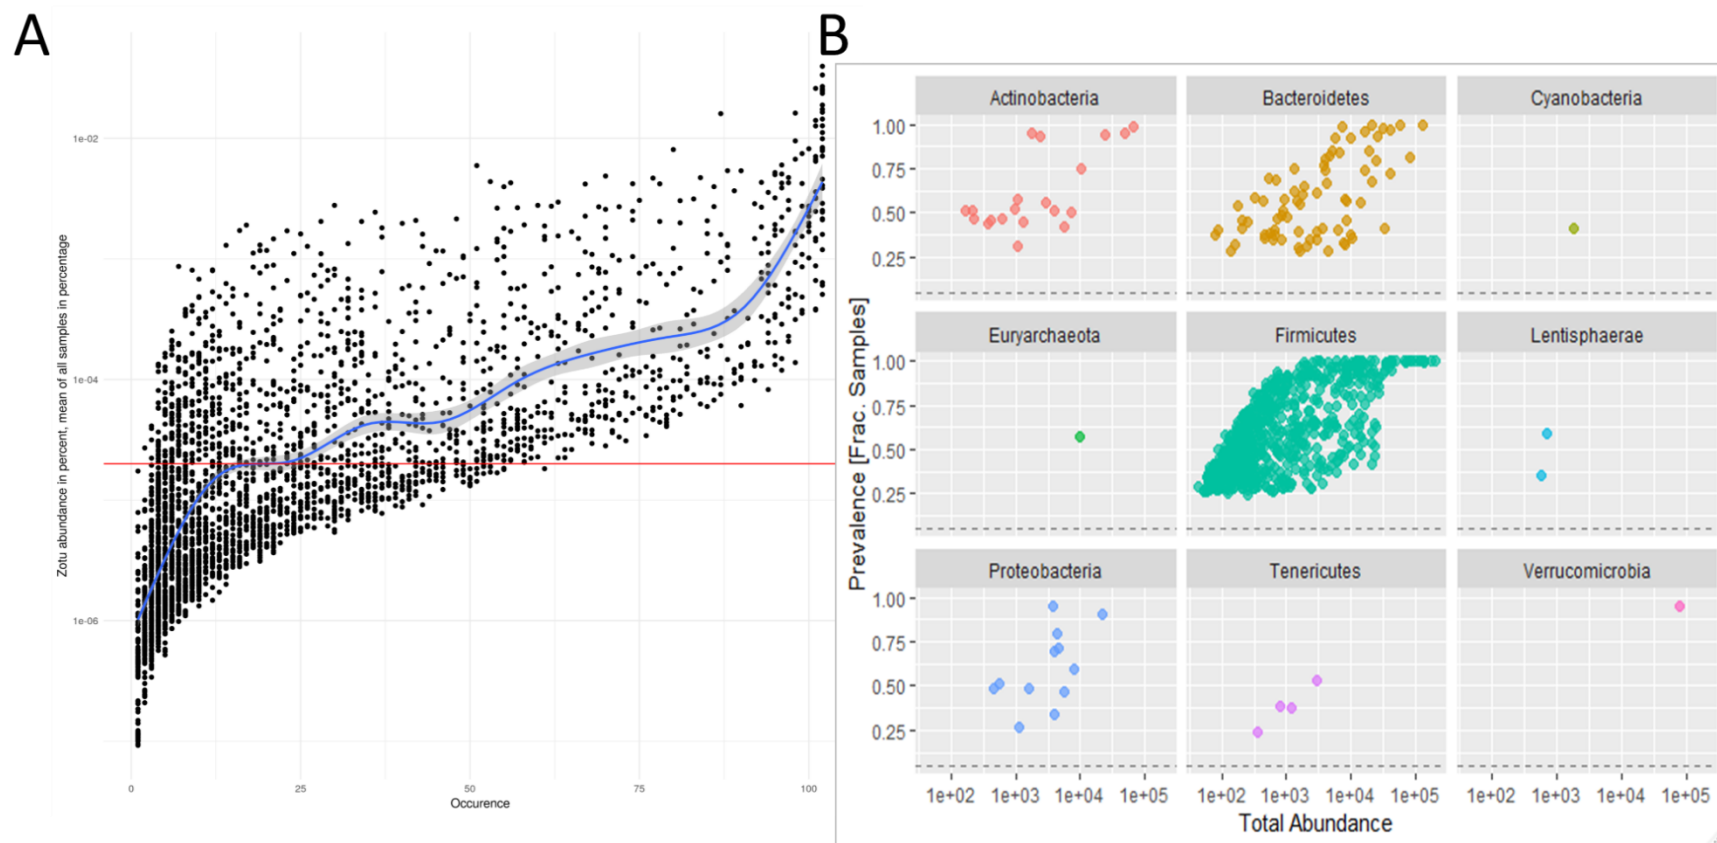 A
B
Zotu abundance in percent, mean of all samples in percentage
1e-02
1e-04
1e-06
0
25
50
75
100
Occurence
Prevalence [Frac. Samples]
Actinobacteria
Bacteroidetes
Cyanobacteria
1.00
0.75
0.50
0.25
Euryarchaeota
Firmicutes
Lentisphaerae
1.00
0.75
0.50
0.25
Proteobacteria
Tenericutes
Verrucomicrobia
1.00
0.75
0.50
0.25
1e+02 1e+03 1e+04 1e+05
1e+02 1e+03 1e+04 1e+05
1e+02 1e+03 1e+04 1e+05
Total Abundance